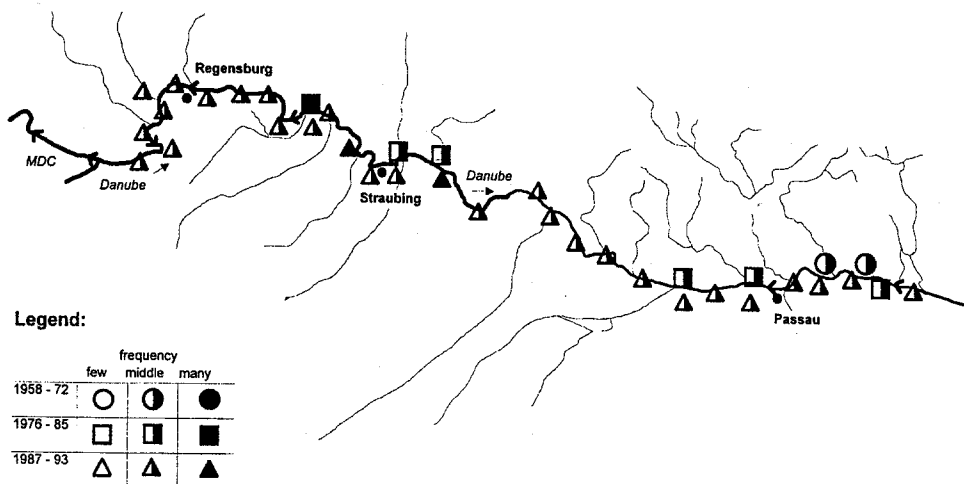 Regensburg
MDC
Danube
Straubing
Danube
Passau
Legend:
frequency
few middle many
1958 - 72
1976 - 85
1987 - 93